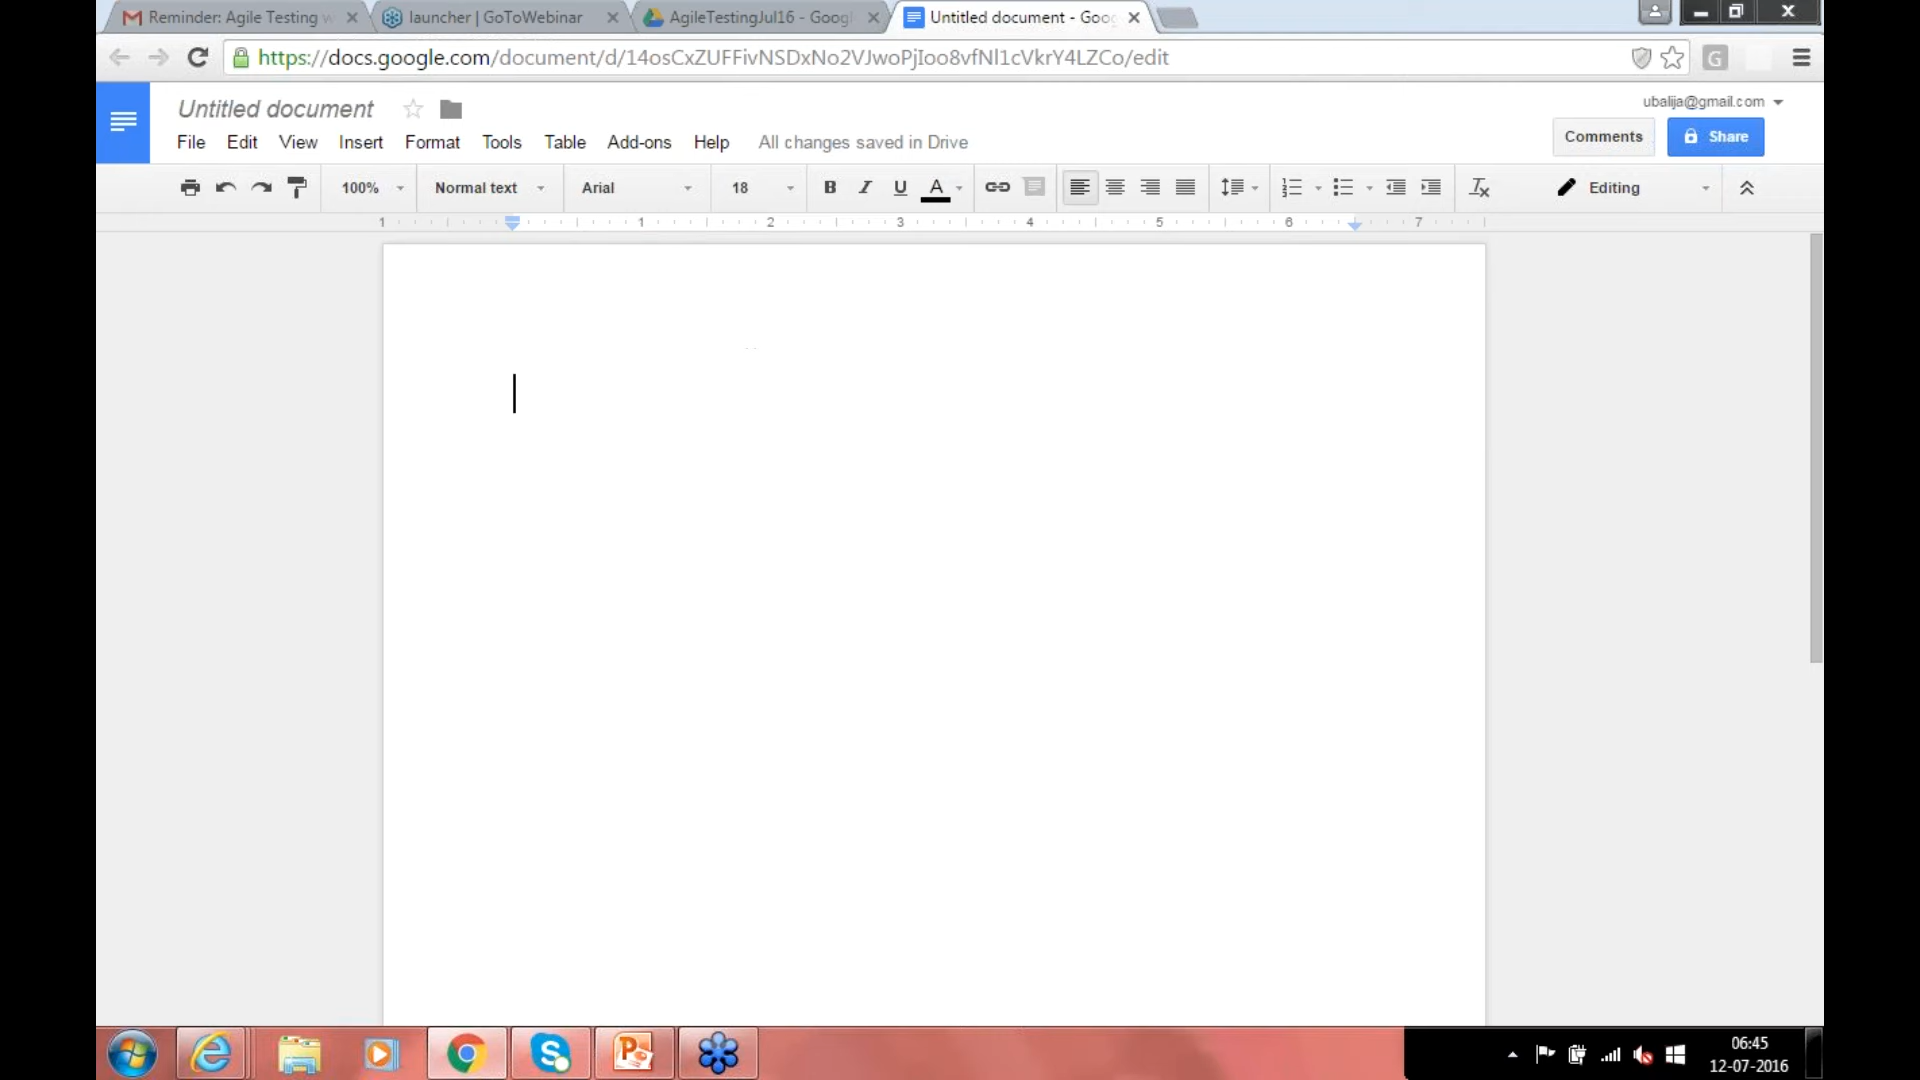 Reminder: Agile Testing w
launcher | GoToWebinar
AgileTestingJul16 - Googl
Untitled document - Goo
https://docs.google.com/document/d/14osCxZUFFivNSDxNo2VJwoPjIoo8vfNl1cVkrY4LZCo/edit
G
Untitled document
ubalija@gmail.com
File Edit View Insert Format Tools Table Add-ons Help All changes saved in Drive
Comments
Share
100% Normal text Arial 18 B I U A Editing
1 1 2 3 4 5 6 7
06:45
12-07-2016